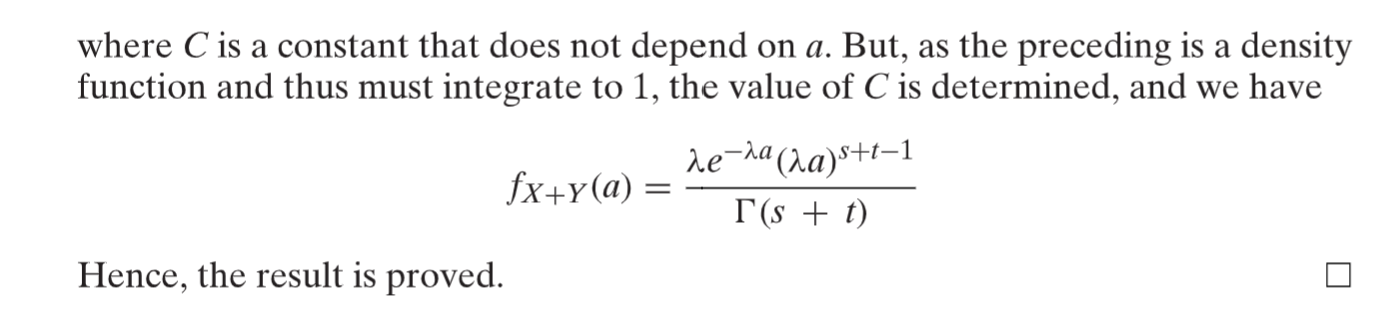 where C is a constant that does not depend on a. But, as the preceding is a density
function and thus must integrate to 1, the value of C is determined, and we have
f_{X+Y}(a) = \frac{λe^{−λa}(λa)^{s+t−1}}{Γ(s + t)}
Hence, the result is proved. □